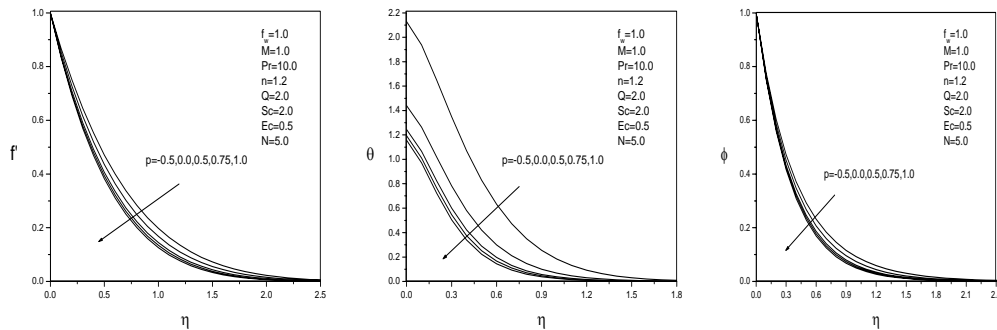 1.0
0.8
0.6
0.4
0.2
0.0
f'
f_w=1.0
M=1.0
Pr=10.0
n=1.2
Q=2.0
Sc=2.0
Ec=0.5
N=5.0
p=-0.5,0.0,0.5,0.75,1.0
0.0 0.5 1.0 1.5 2.0 2.5
η
2.2
2.0
1.8
1.6
1.4
1.2
1.0
0.8
0.6
0.4
0.2
0.0
θ
f_w=1.0
M=1.0
Pr=10.0
n=1.2
Q=2.0
Sc=2.0
Ec=0.5
N=5.0
p=-0.5,0.0,0.5,0.75,1.0
0.0 0.3 0.6 0.9 1.2 1.5 1.8
η
1.0
0.8
0.6
0.4
0.2
0.0
ϕ
f_w=1.0
M=1.0
Pr=10.0
n=1.2
Q=2.0
Sc=2.0
Ec=0.5
N=5.0
p=-0.5,0.0,0.5,0.75,1.0
0.0 0.3 0.6 0.9 1.2 1.5 1.8 2.1
η